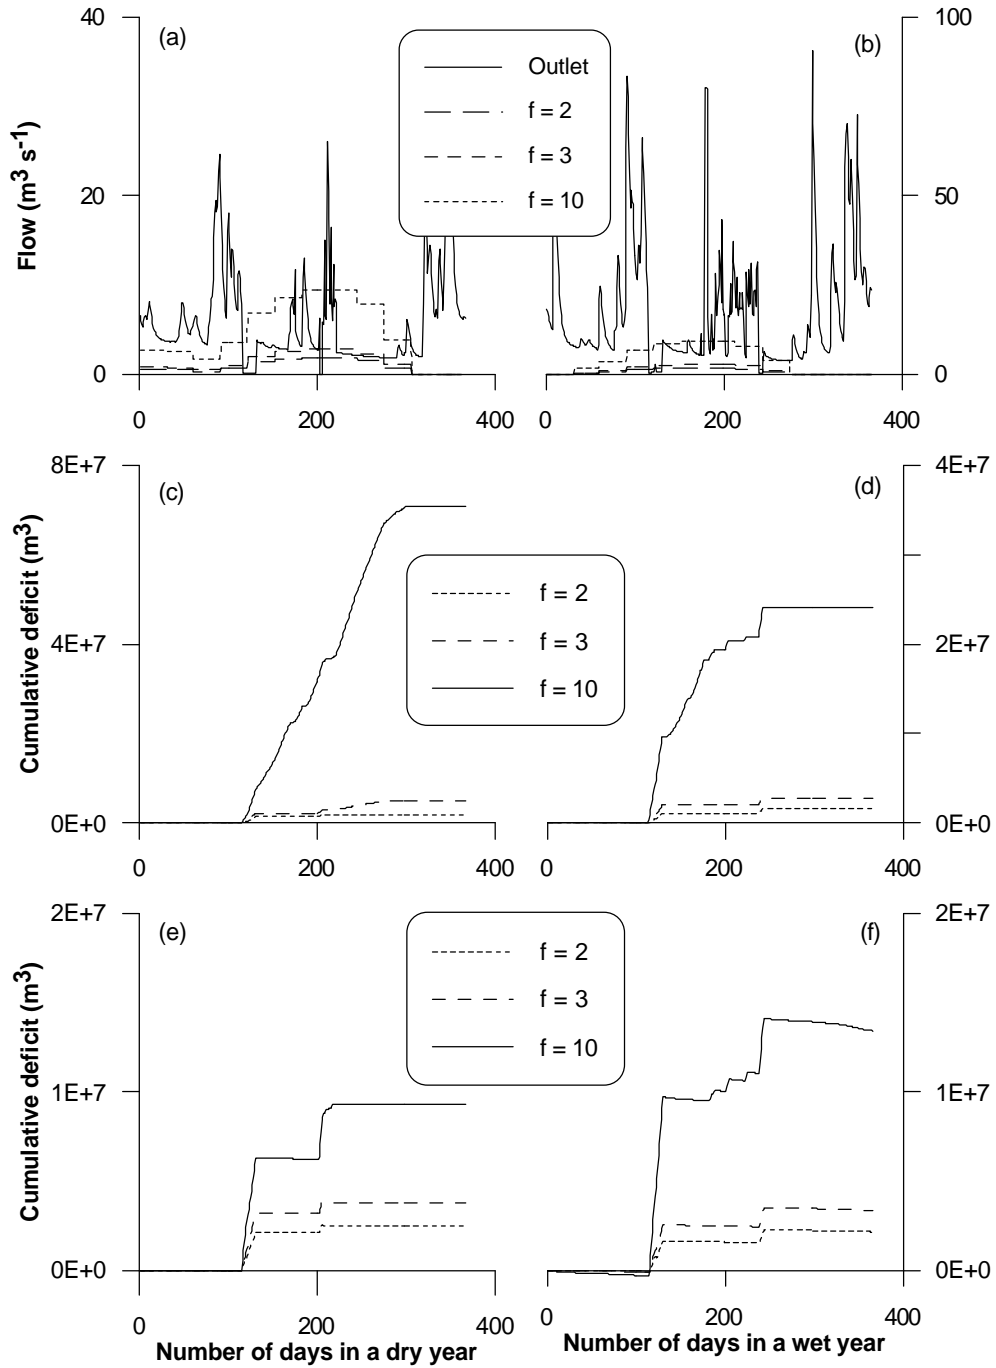 40
20
0
Flow (m3 s-1)
(a)
Outlet
f = 2
f = 3
f = 10
(b)
100
50
0
0
200
400
0
200
400
8E+7
4E+7
0E+0
Cumulative deficit (m3)
(c)
f = 2
f = 3
f = 10
(d)
4E+7
2E+7
0E+0
0
200
400
0
200
400
2E+7
1E+7
0E+0
Cumulative deficit (m3)
(e)
f = 2
f = 3
f = 10
(f)
2E+7
1E+7
0E+0
0
200
400
0
200
400
Number of days in a dry year
Number of days in a wet year